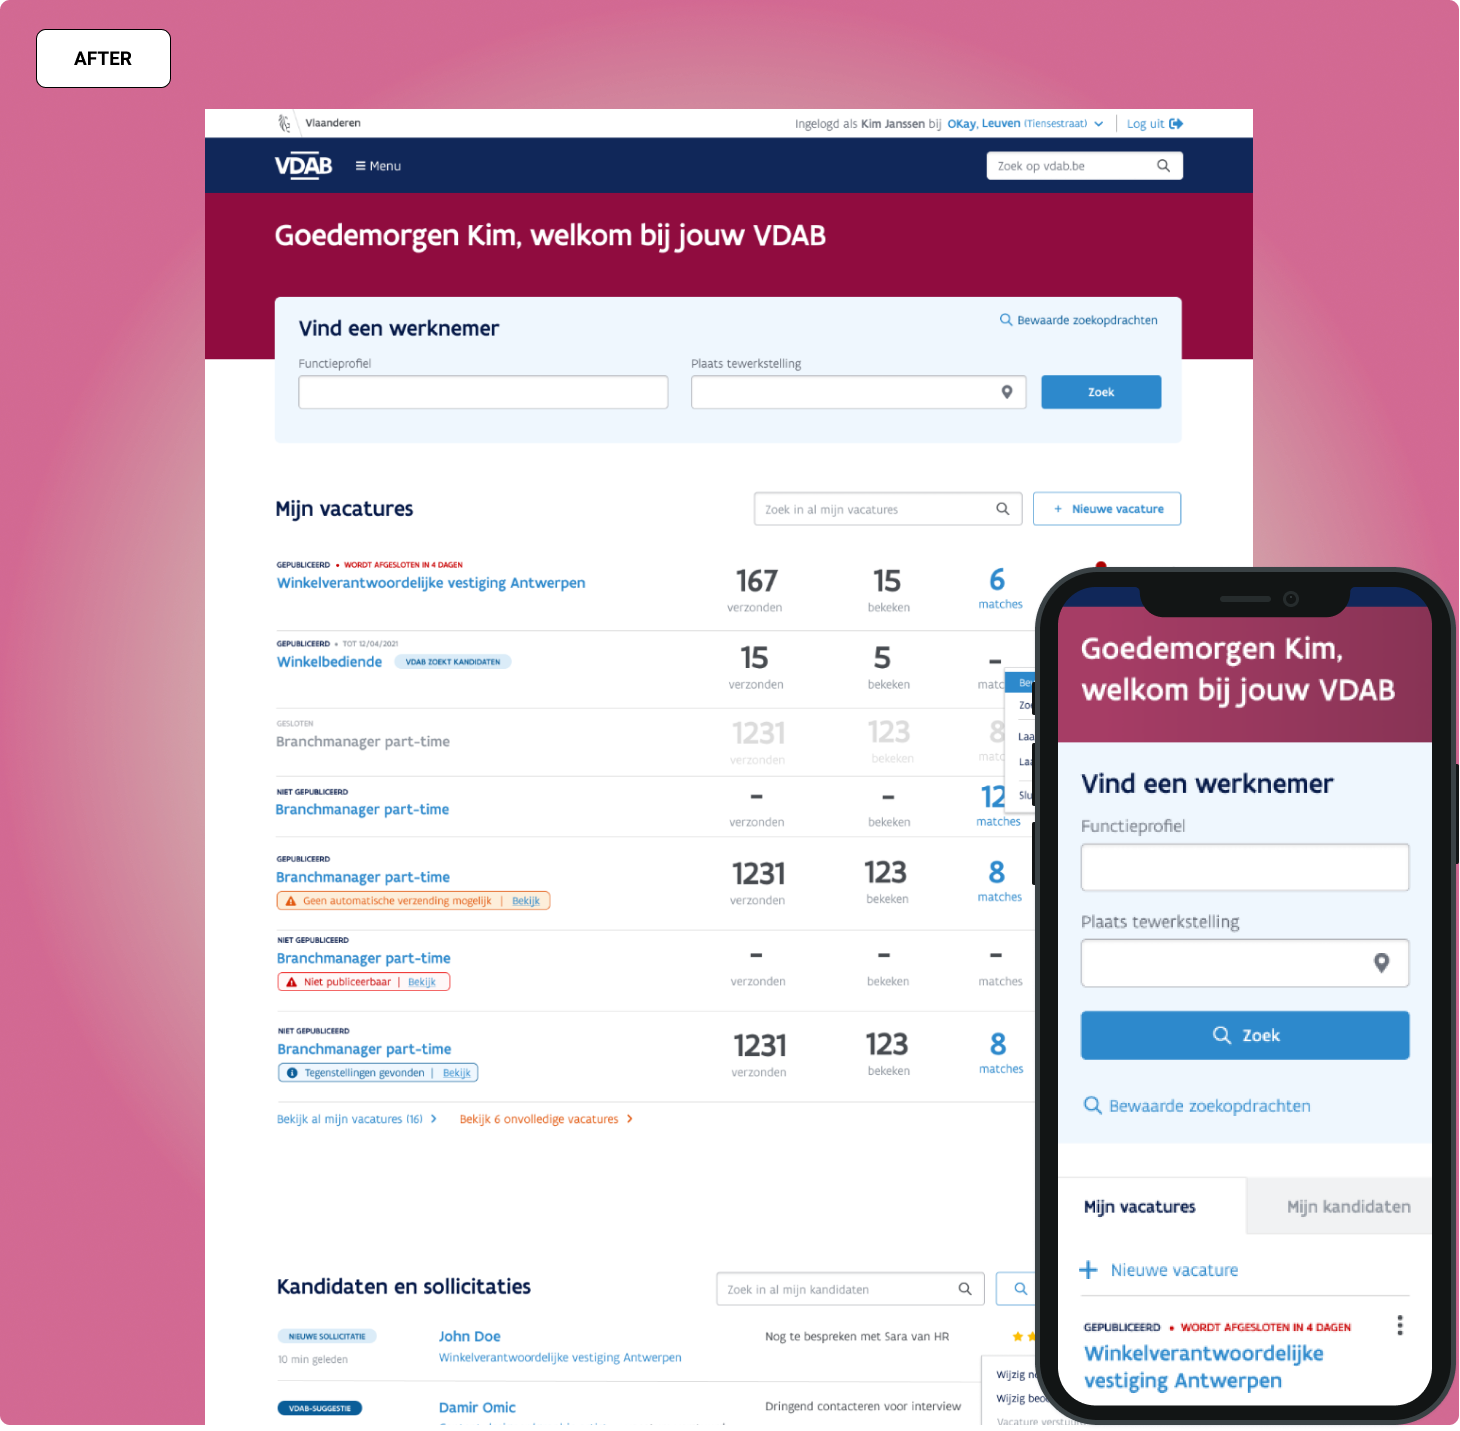 AFTER
Vlaanderen
Ingelogd als Kim Janssen bij OKay, Leuven (Tiensestraat)
Log uit
VDAB
Menu
Zoek op vdab.be
Goedemorgen Kim, welkom bij jouw VDAB
Vind een werknemer
Bewaarde zoekopdrachten
Functieprofiel
Plaats tewerkstelling
Zoek
Mijn vacatures
Zoek in al mijn vacatures
+ Nieuwe vacature
GEPUBLICEERD • WORDT AFGESLOTEN IN 4 DAGEN
Winkelverantwoordelijke vestiging Antwerpen
167 15 6
verzonden bekeken matches
GEPUBLICEERD • TOT 12/04/2021
Winkelbediende VDAB ZOEKT KANDIDATEN
15 5 -
verzonden bekeken matc
GESLOTEN
Branchmanager part-time
1231 123 8
verzonden bekeken matc
Zoe
Laa
Laa
Slu
NIET GEPUBLICEERD
Branchmanager part-time
- - 12
verzonden bekeken matches
GEPUBLICEERD
Branchmanager part-time
Geen automatische verzending mogelijk | Bekijk
1231 123 8
verzonden bekeken matches
NIET GEPUBLICEERD
Branchmanager part-time
Niet publiceerbaar | Bekijk
- - -
verzonden bekeken matches
NIET GEPUBLICEERD
Branchmanager part-time
Tegenstellingen gevonden | Bekijk
1231 123 8
verzonden bekeken matches
Bekijk al mijn vacatures (16)
Bekijk 6 onvolledige vacatures
Kandidaten en sollicitaties
Zoek in al mijn kandidaten
NIEUWE SOLLICITATIE
10 min geleden
John Doe
Winkelverantwoordelijke vestiging Antwerpen
Nog te bespreken met Sara van HR
VDAB-SUGGESTIE
Damir Omic
Dringend contacteren voor interview
Wijzig no
Wijzig beoo
Vacature verstuu
Goedemorgen Kim,
welkom bij jouw VDAB
Vind een werknemer
Functieprofiel
Plaats tewerkstelling
Zoek
Bewaarde zoekopdrachten
Mijn vacatures
Mijn kandidaten
+ Nieuwe vacature
GEPUBLICEERD • WORDT AFGESLOTEN IN 4 DAGEN
Winkelverantwoordelijke
vestiging Antwerpen